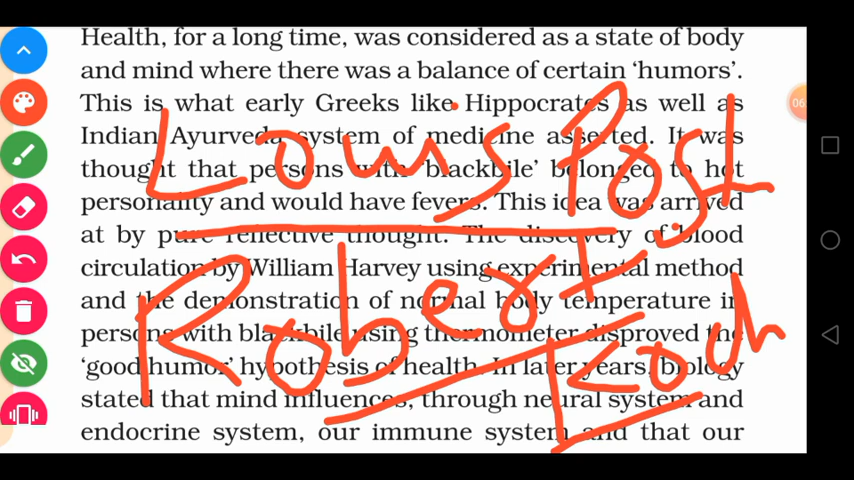 Health, for a long time, was considered as a state of body
and mind where there was a balance of certain ‘humors’.
This is what early Greeks like Hippocrates as well as
Indian Ayurveda system of medicine asserted. It was
thought that persons with ‘blackbile’ belonged to hot
personality and would have fevers. This idea was arrived
at by pure reflective thought. The discovery of blood
circulation by William Harvey using experimental method
and the demonstration of normal body temperature in
persons with blackbile using thermometer disproved the
‘good humor’ hypothesis of health. In later years, biology
stated that mind influences, through neural system and
endocrine system, our immune system and that our
Lows Post
Robert
Koch
06